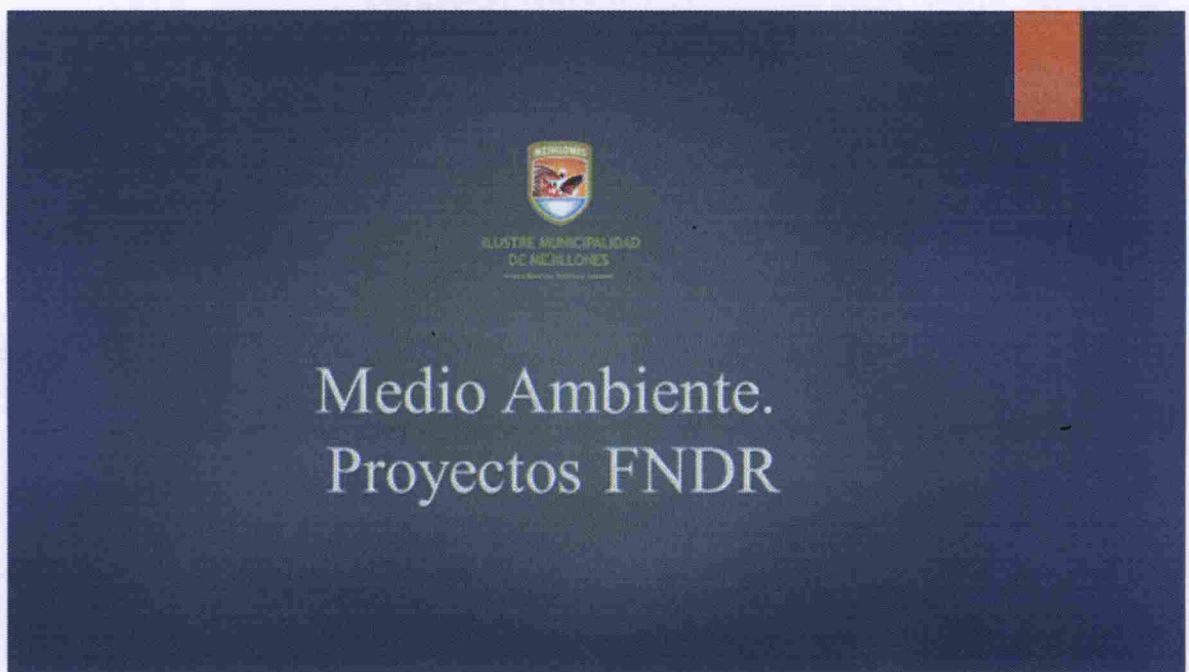 MEJILLONES
ILUSTRE MUNICIPALIDAD
DE MEJILLONES
Medio Ambiente.
Proyectos FNDR